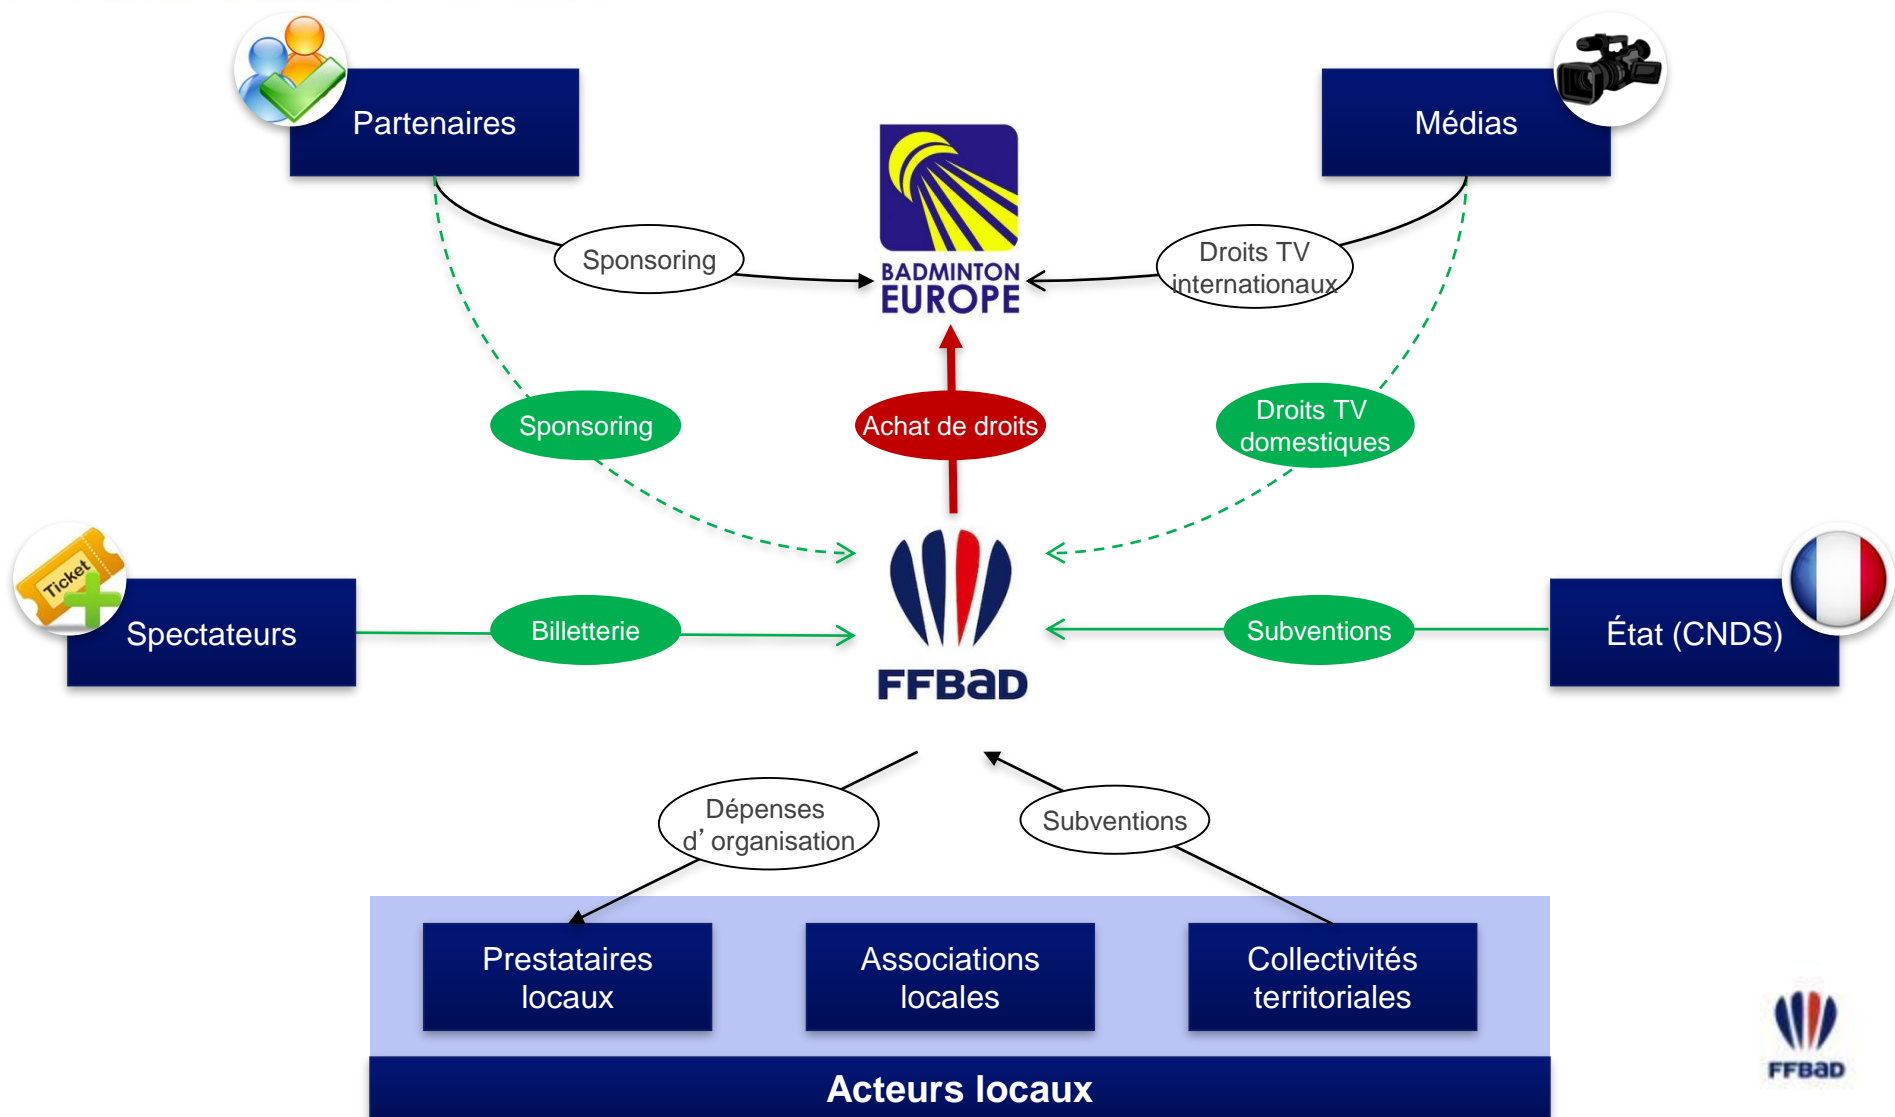 Partenaires
Médias
Sponsoring
BADMINTON
EUROPE
Droits TV
internationaux
Sponsoring
Achat de droits
Droits TV
domestiques
Ticket
Spectateurs
Billetterie
FFBaD
Subventions
État (CNDS)
Dépenses
d’ organisation
Subventions
Prestataires
locaux
Associations
locales
Collectivités
territoriales
Acteurs locaux
FFBaD